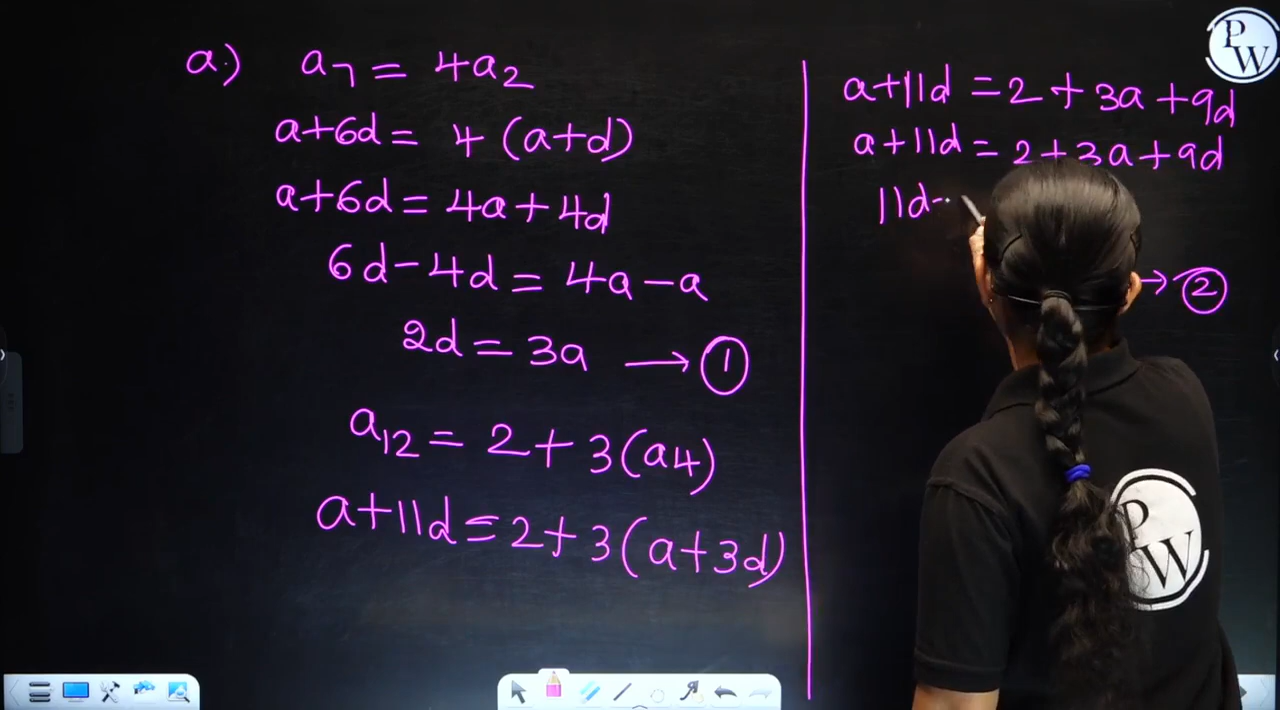 a.) a7 = 4a2
a+6d = 4 (a+d)
a+6d = 4a+4d
6d-4d = 4a-a
2d = 3a → ①
a12 = 2+3(a4)
a+11d = 2+3(a+3d)
a+11d = 2+3a+9d
a+11d = 2+3a+9d
11d-
→ ②
PW
PW